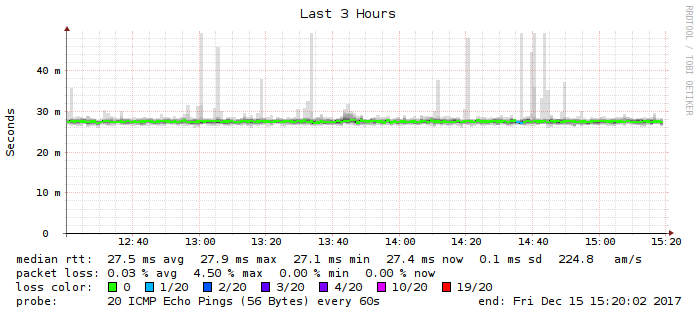 Last 3 Hours
RRDTOOL / TOBI OETIKER
Seconds
40 m
30 m
20 m
10 m
0
12:40 13:00 13:20 13:40 14:00 14:20 14:40 15:00 15:20
median rtt: 27.5 ms avg 27.9 ms max 27.1 ms min 27.4 ms now 0.1 ms sd 224.8 am/s
packet loss: 0.03 % avg 4.50 % max 0.00 % min 0.00 % now
loss color: 0 1/20 2/20 3/20 4/20 10/20 19/20
probe: 20 ICMP Echo Pings (56 Bytes) every 60s end: Fri Dec 15 15:20:02 2017